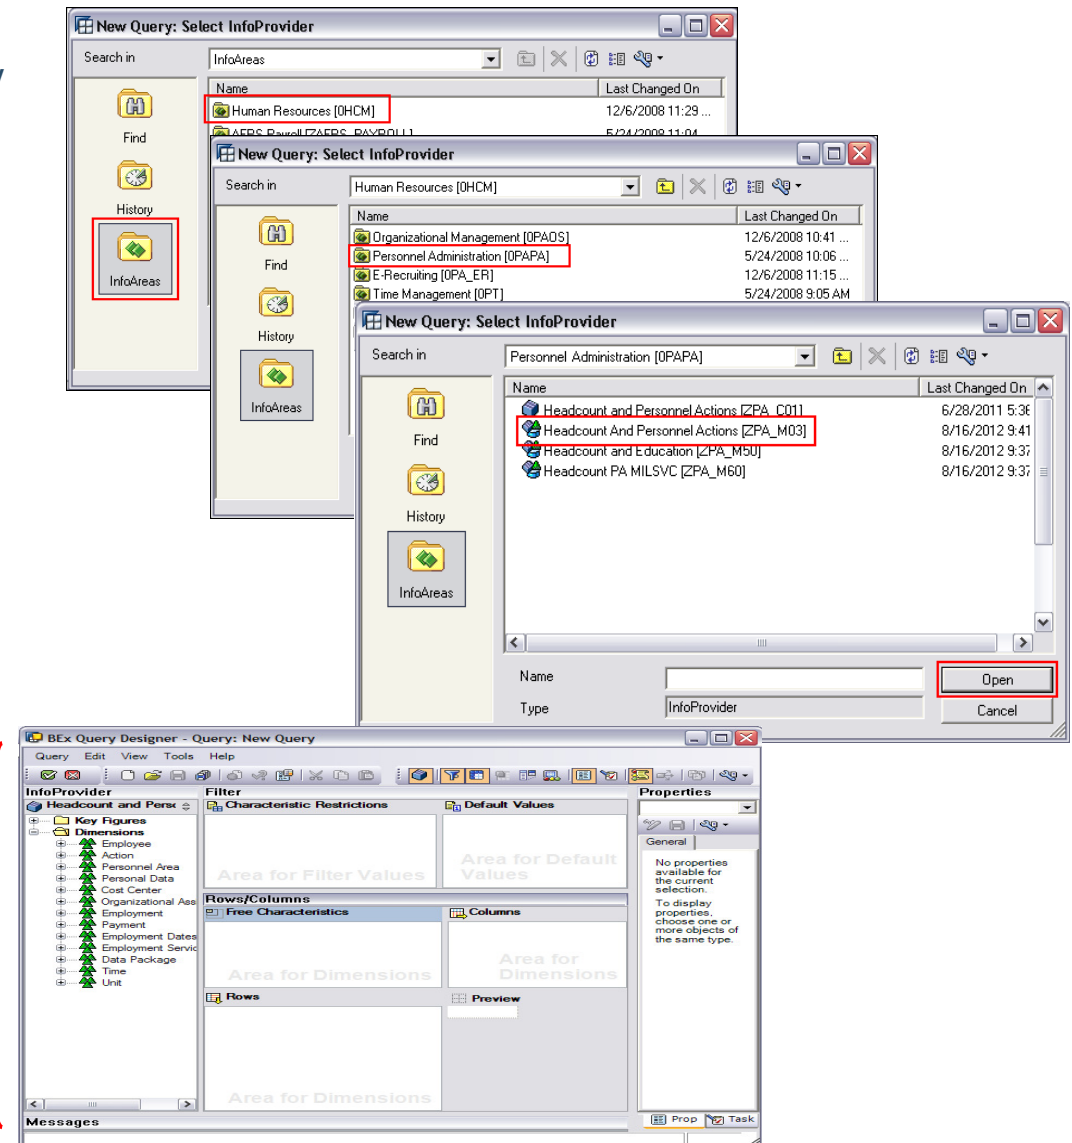 New Query: Select InfoProvider
Search in
InfoAreas
Name
Last Changed On
Human Resources [0HCM]
12/6/2008 11:29 ...
Find
History
InfoAreas
New Query: Select InfoProvider
Search in
Human Resources [0HCM]
Name
Last Changed On
Organizational Management [0PAOS]
12/6/2008 10:41 ...
Personnel Administration [0PAPA]
5/24/2008 10:06 ...
E-Recruiting [0PA_ER]
12/6/2008 11:15 ...
Time Management [0PT]
5/24/2008 9:05 AM
Find
History
InfoAreas
New Query: Select InfoProvider
Search in
Personnel Administration [0PAPA]
Name
Last Changed On
Headcount and Personnel Actions [ZPA_C01]
6/28/2011 5:36
Headcount And Personnel Actions [ZPA_M03]
8/16/2012 9:41
Headcount and Education [ZPA_M50]
8/16/2012 9:37
Headcount PA MILSVC [ZPA_M60]
8/16/2012 9:37
Find
History
InfoAreas
Name
Open
Type
InfoProvider
Cancel
BEx Query Designer - Query: New Query
Query Edit View Tools Help
InfoProvider
Headcount and Pers
Key Figures
Dimensions
Employee
Action
Personnel Area
Personal Data
Cost Center
Organizational Ass
Employment
Payment
Employment Dates
Employment Servic
Data Package
Time
Unit
Filter
Characteristic Restrictions
Default Values
Area for Filter Values
Area for Default
Values
Rows/Columns
Free Characteristics
Columns
Area for Dimensions
Area for
Dimensions
Rows
Preview
Area for Dimensions
Properties
General
No properties
available for
the current
selection.
To display
properties,
choose one or
more objects of
the same type.
Prop
Task
Messages